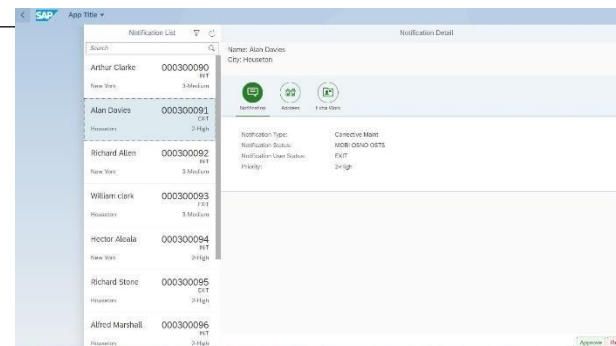 SAP App Title
Notification List
Notification Detail
Search
Arthur Clarke 000300090
INIT
New York 3-Medium
Alan Davies 000300091
EXIT
Houseton 2-High
Richard Allen 000300092
INIT
New York 3-Medium
William clark 000300093
EXIT
Houseton 3-Medium
Hector Aleala 000300094
INIT
New York 2-High
Richard Stone 000300095
EXIT
Houseton 2-High
Alfred Marshall 000300096
INIT
Houseton 2-High
Name: Alan Davies
City: Houseton
Notification Address Extra Work
Notification Type: Corrective Maint
Notification Status: MOBI OSNO OSTS
Notification User Status: EXIT
Priority: 2-High
Approve